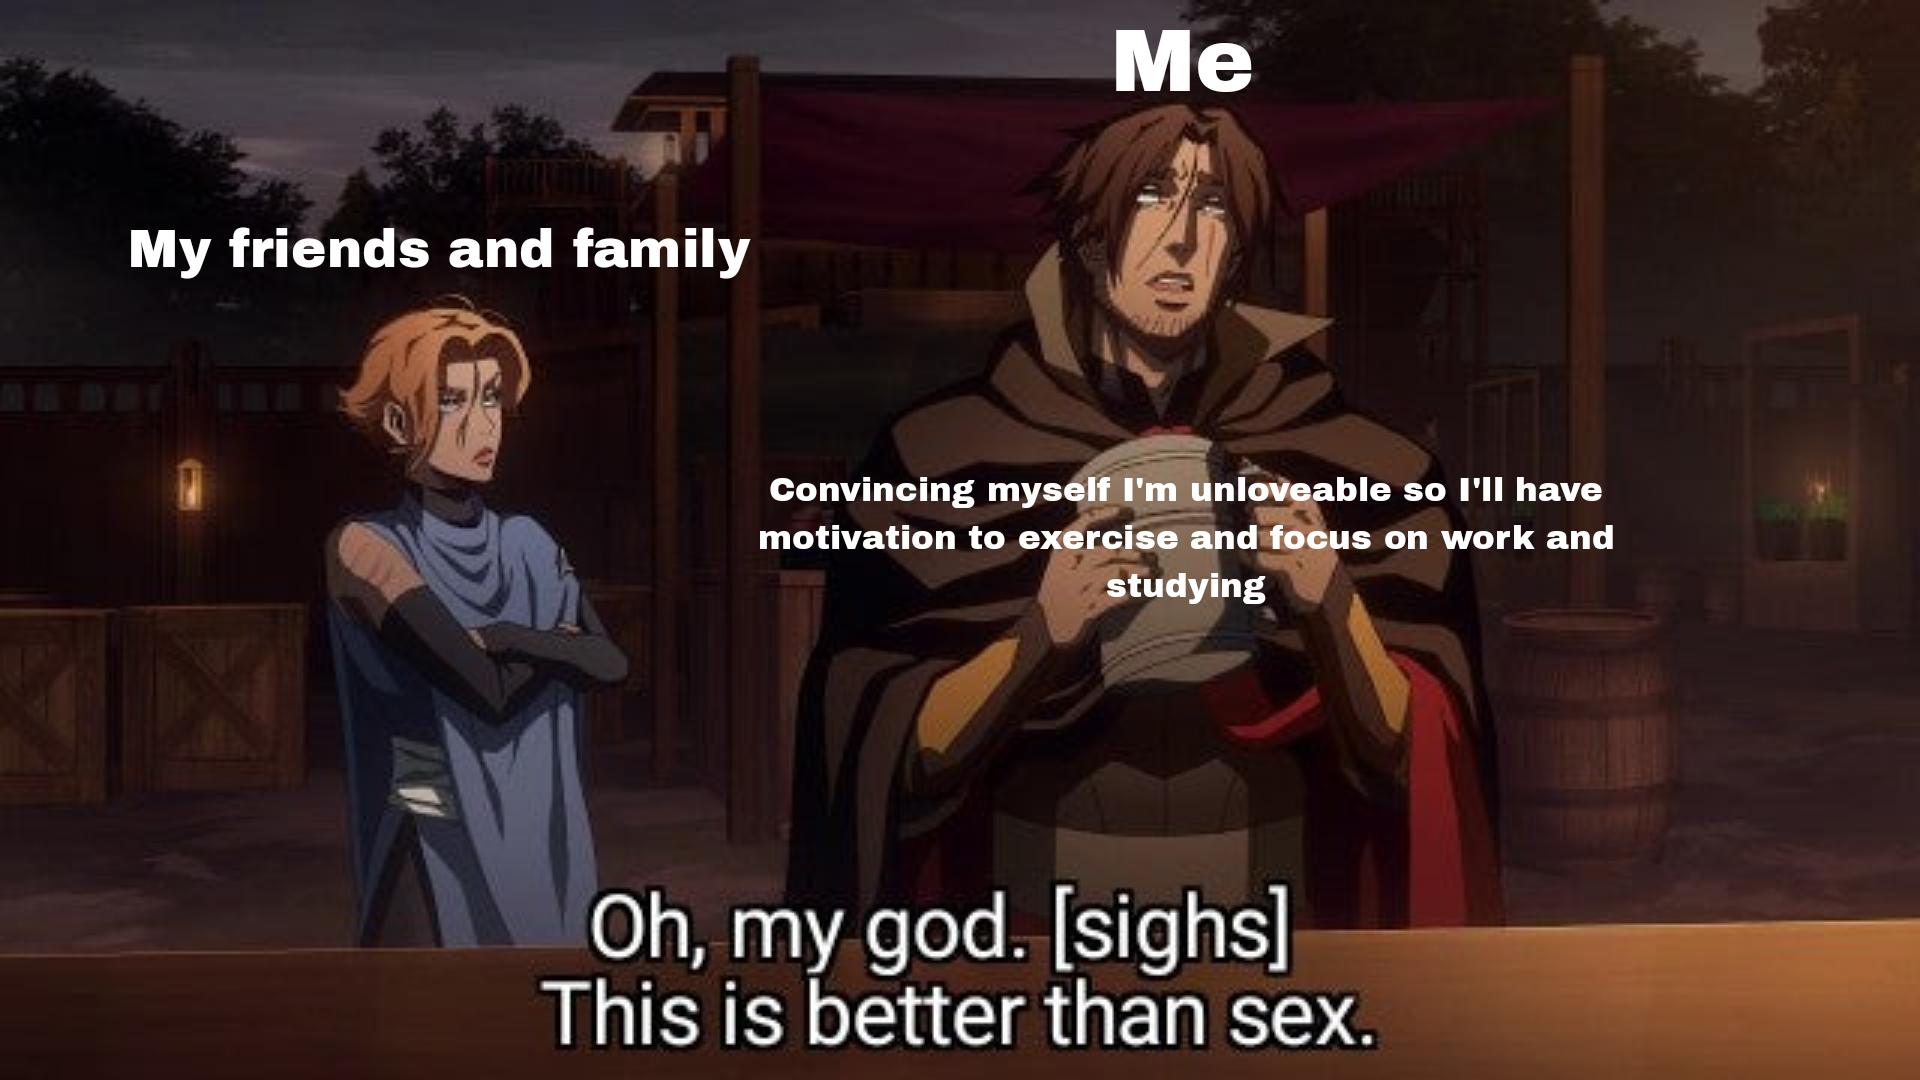 Me
My friends and family
Convincing myself I'm unloveable so I'll have
motivation to exercise and focus on work and
studying
Oh, my god. [sighs]
This is better than sex.